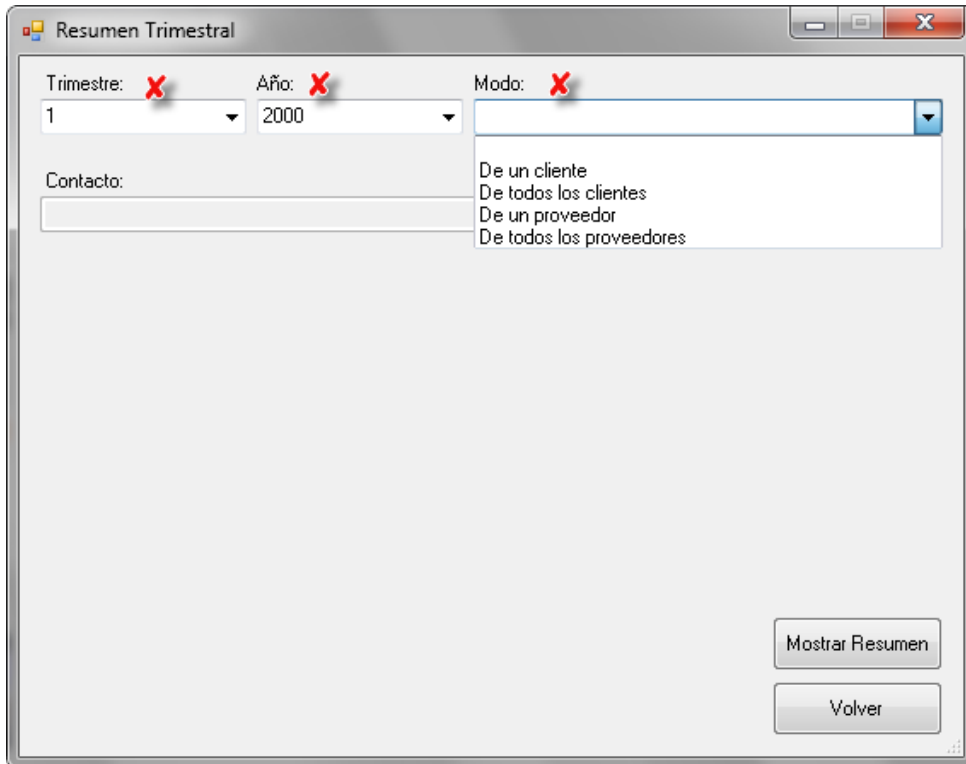 Resumen Trimestral
Trimestre: Año: Modo:
1 2000
De un cliente
De todos los clientes
De un proveedor
De todos los proveedores
Contacto:
Mostrar Resumen
Volver